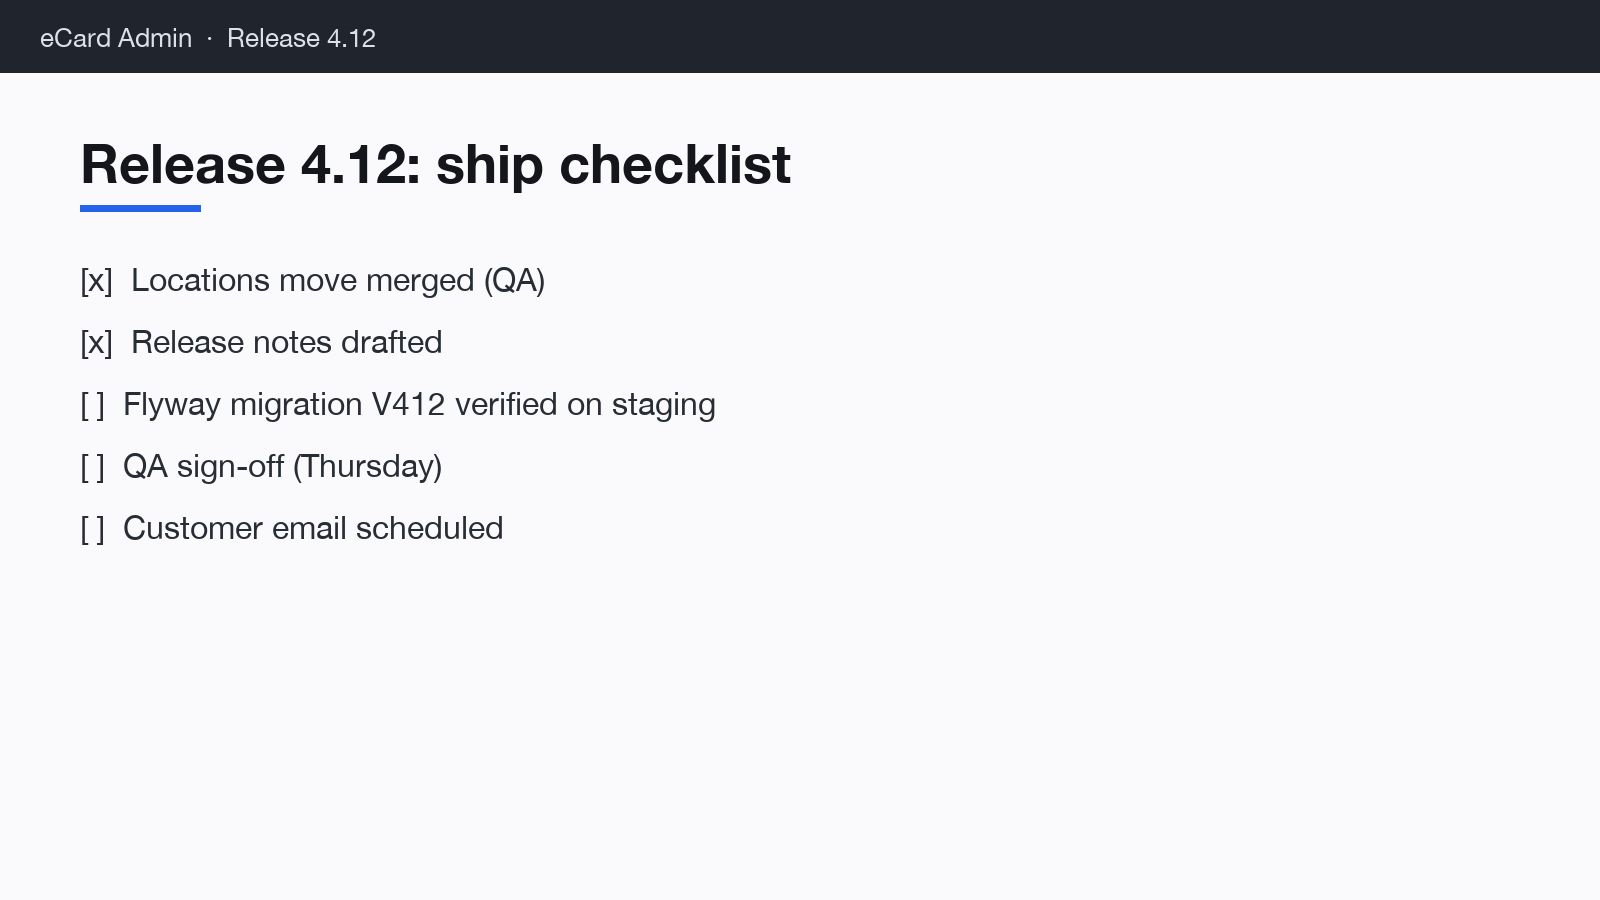 eCard Admin · Release 4.12
Release 4.12: ship checklist
[x] Locations move merged (QA)
[x] Release notes drafted
[ ] Flyway migration V412 verified on staging
[ ] QA sign-off (Thursday)
[ ] Customer email scheduled